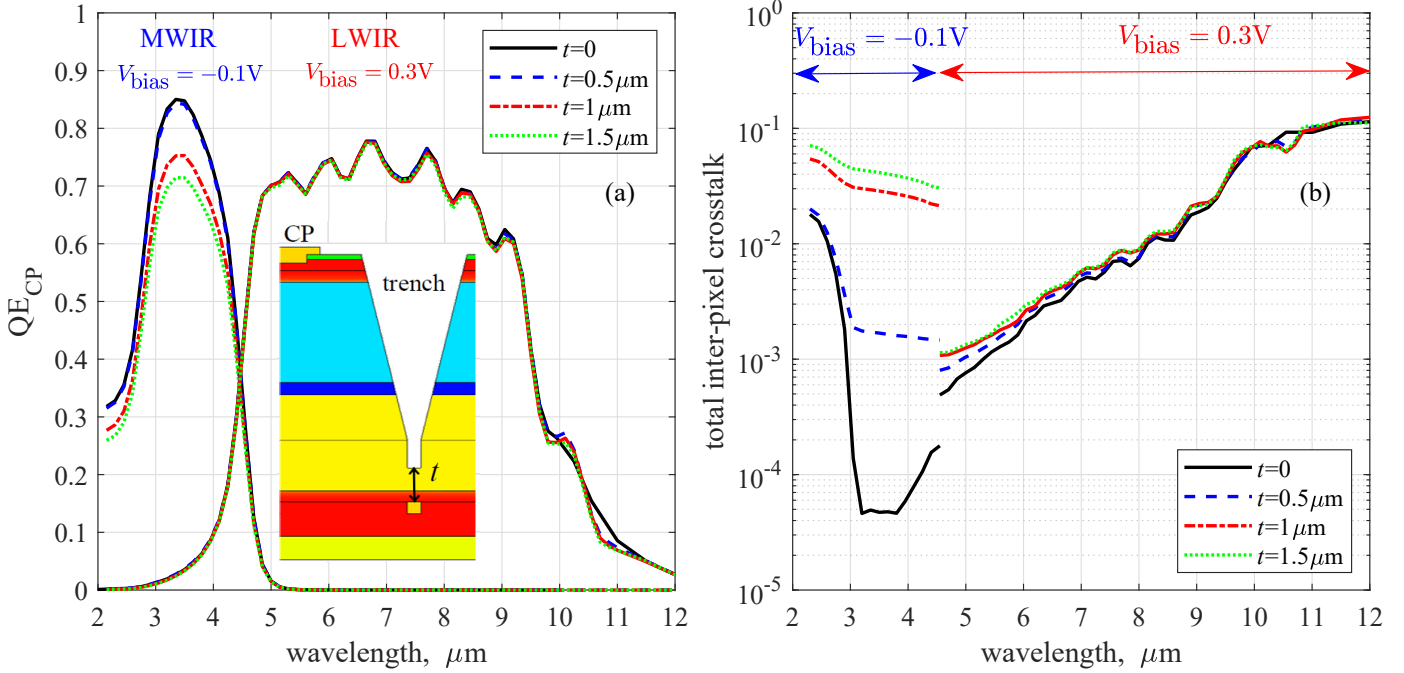 MWIR
LWIR
V_bias = −0.1V
V_bias = 0.3V
t=0
t=0.5μm
t=1μm
t=1.5μm
(a)
CP
trench
t
QE_CP
1
0.9
0.8
0.7
0.6
0.5
0.4
0.3
0.2
0.1
0
2 3 4 5 6 7 8 9 10 11 12
wavelength, μm
V_bias = −0.1V
V_bias = 0.3V
(b)
total inter-pixel crosstalk
10^0
10^-1
10^-2
10^-3
10^-4
10^-5
t=0
t=0.5μm
t=1μm
t=1.5μm
2 3 4 5 6 7 8 9 10 11 12
wavelength, μm